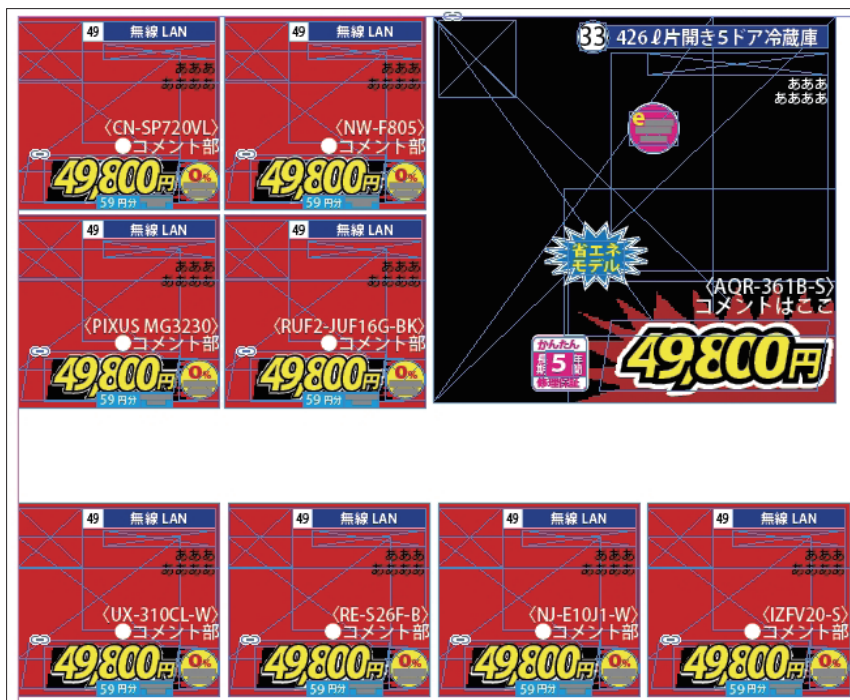 49 無線 LAN
あああ
ああああ
〈CN-SP720VL〉
●コメント部
49,800円
0%
59 円分
49 無線 LAN
あああ
ああああ
〈NW-F805〉
●コメント部
49,800円
0%
59 円分
33 426ℓ片開き5ドア冷蔵庫
あああ
ああああ
e
省エネ
モデル
〈AQR-361B-S〉
コメントはここ
かんたん
長期 5 年間
修理保証
49,800円
49 無線 LAN
あああ
ああああ
〈PIXUS MG3230〉
●コメント部
49,800円
0%
59 円分
49 無線 LAN
あああ
ああああ
〈RUF2-JUF16G-BK〉
●コメント部
49,800円
0%
59 円分
49 無線 LAN
あああ
ああああ
〈UX-310CL-W〉
●コメント部
49,800円
0%
59 円分
49 無線 LAN
あああ
ああああ
〈RE-S26F-B〉
●コメント部
49,800円
0%
59 円分
49 無線 LAN
あああ
ああああ
〈NJ-E10J1-W〉
●コメント部
49,800円
0%
59 円分
49 無線 LAN
あああ
ああああ
〈IZFV20-S〉
●コメント部
49,800円
0%
59 円分